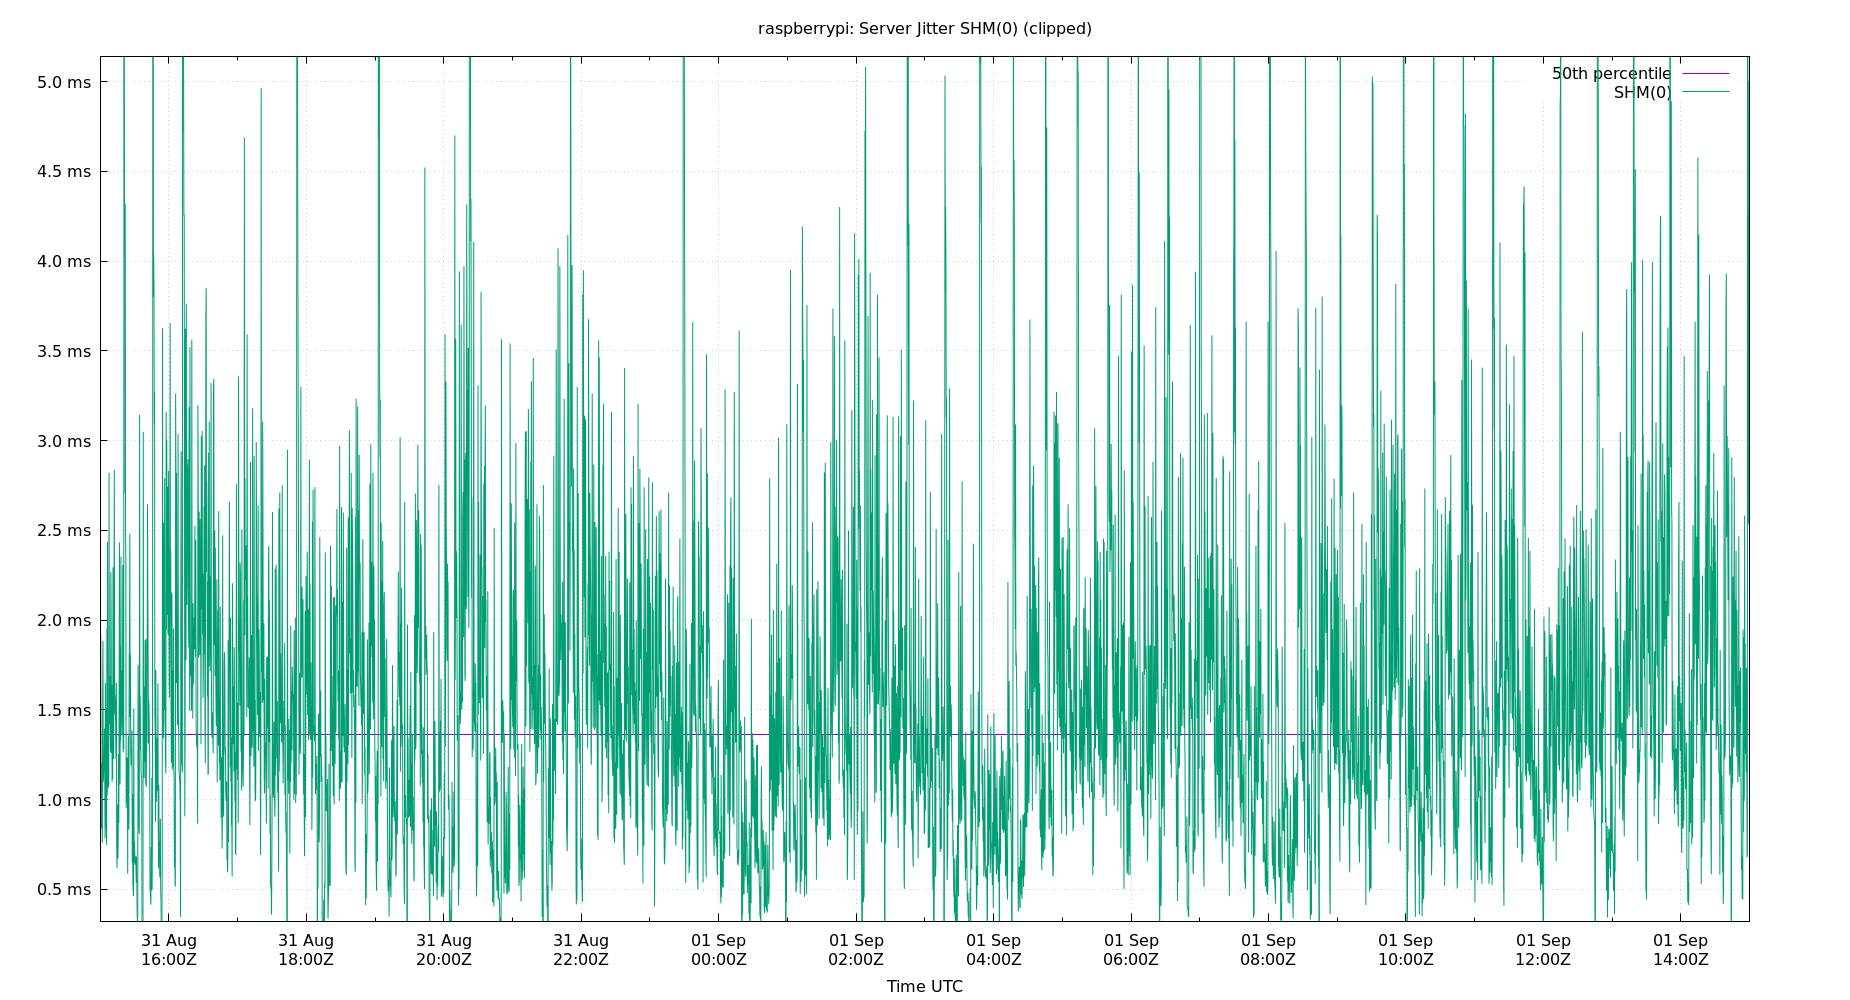 raspberrypi: Server Jitter SHM(0) (clipped)
50th percentile
SHM(0)
5.0 ms
4.5 ms
4.0 ms
3.5 ms
3.0 ms
2.5 ms
2.0 ms
1.5 ms
1.0 ms
0.5 ms
31 Aug 31 Aug 31 Aug 31 Aug 01 Sep 01 Sep 01 Sep 01 Sep 01 Sep 01 Sep 01 Sep 01 Sep
16:00Z 18:00Z 20:00Z 22:00Z 00:00Z 02:00Z 04:00Z 06:00Z 08:00Z 10:00Z 12:00Z 14:00Z
Time UTC